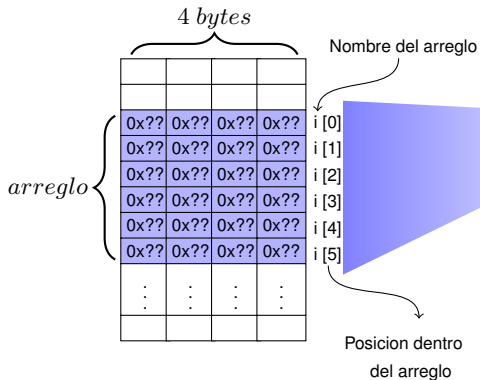 4 bytes
Nombre del arreglo
0x?? 0x?? 0x?? 0x?? i [0]
0x?? 0x?? 0x?? 0x?? i [1]
0x?? 0x?? 0x?? 0x?? i [2]
arreglo 0x?? 0x?? 0x?? 0x?? i [3]
0x?? 0x?? 0x?? 0x?? i [4]
0x?? 0x?? 0x?? 0x?? i [5]
Posicion dentro
del arreglo